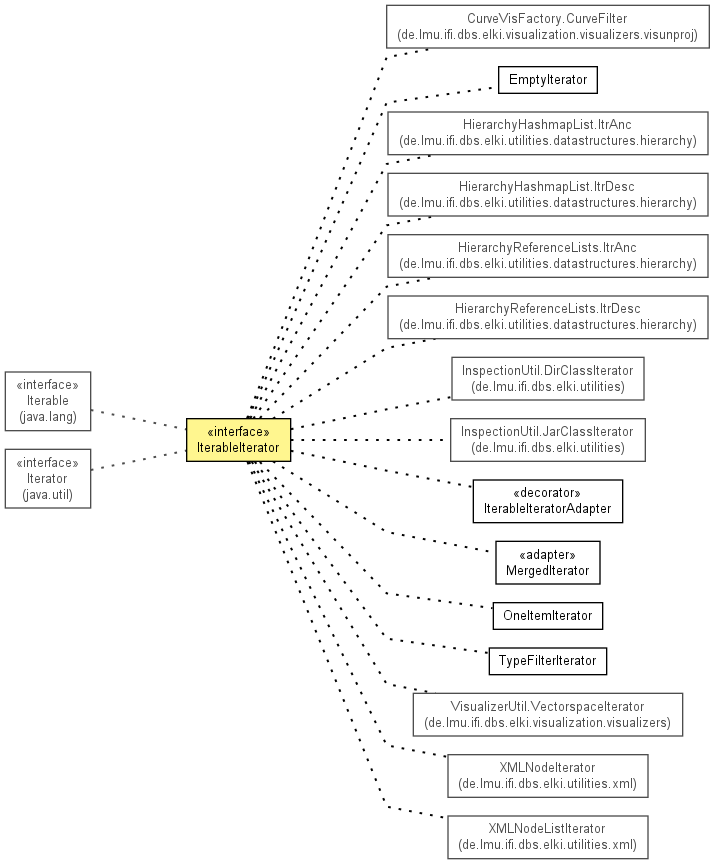 CurveVisFactory.CurveFilter
(de.lmu.ifi.dbs.elki.visualization.visualizers.visunproj)
EmptyIterator
HierarchyHashmapList.ItrAnc
(de.lmu.ifi.dbs.elki.utilities.datastructures.hierarchy)
HierarchyHashmapList.ItrDesc
(de.lmu.ifi.dbs.elki.utilities.datastructures.hierarchy)
HierarchyReferenceLists.ItrAnc
(de.lmu.ifi.dbs.elki.utilities.datastructures.hierarchy)
HierarchyReferenceLists.ItrDesc
(de.lmu.ifi.dbs.elki.utilities.datastructures.hierarchy)
InspectionUtil.DirClassIterator
(de.lmu.ifi.dbs.elki.utilities)
«interface»
Iterable
(java.lang)
«interface»
IterableIterator
InspectionUtil.JarClassIterator
(de.lmu.ifi.dbs.elki.utilities)
«interface»
Iterator
(java.util)
«decorator»
IterableIteratorAdapter
«adapter»
MergedIterator
OneItemIterator
TypeFilterIterator
VisualizerUtil.VectorspaceIterator
(de.lmu.ifi.dbs.elki.visualization.visualizers)
XMLNodeIterator
(de.lmu.ifi.dbs.elki.utilities.xml)
XMLNodeListIterator
(de.lmu.ifi.dbs.elki.utilities.xml)